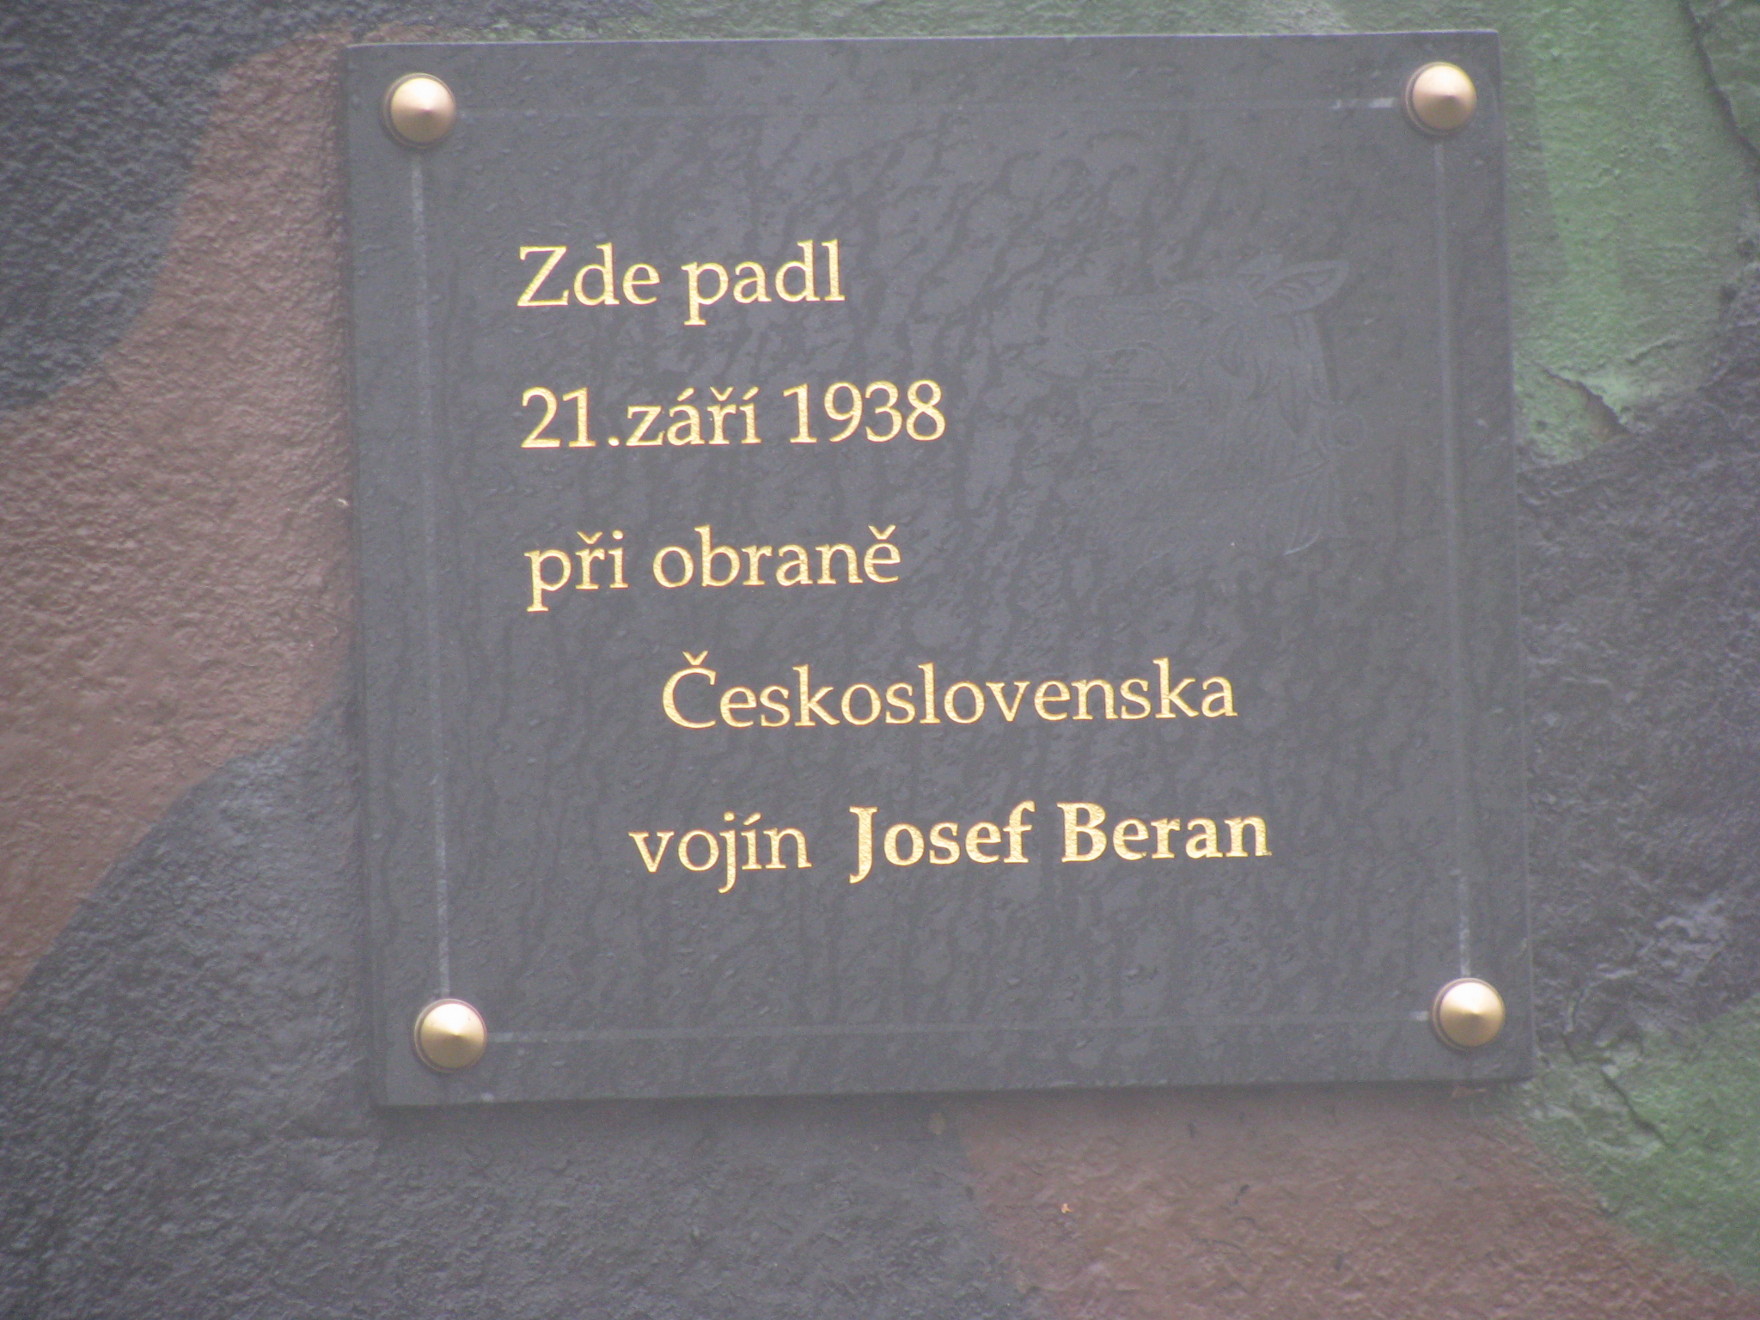 Zde padl
21.září 1938
při obraně
Československa
vojín Josef Beran